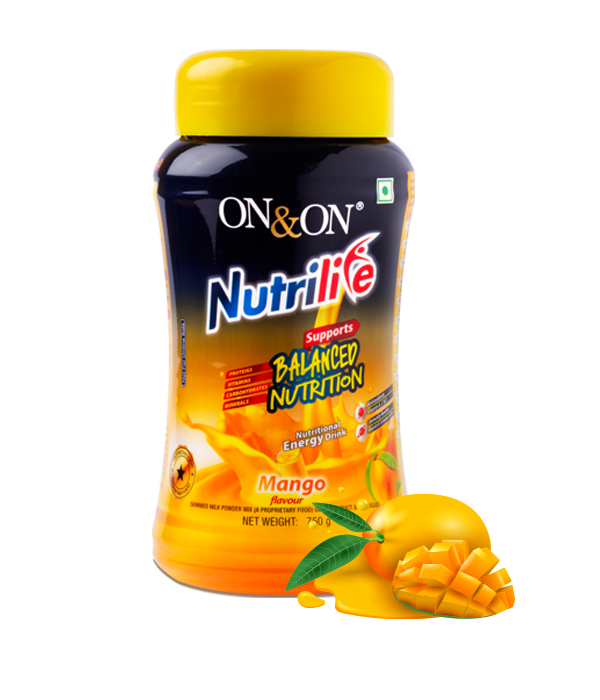 ON&ON®
Nutrilife
Supports
BALANCED
NUTRITION
PROTEINS
VITAMINS
CARBOHYDRATES
MINERALS
Nutritional
Energy Drink
Mango
flavour
SKIMMED MILK POWDER MIX (A PROPRIETARY FOOD)
NET WEIGHT: 750 g